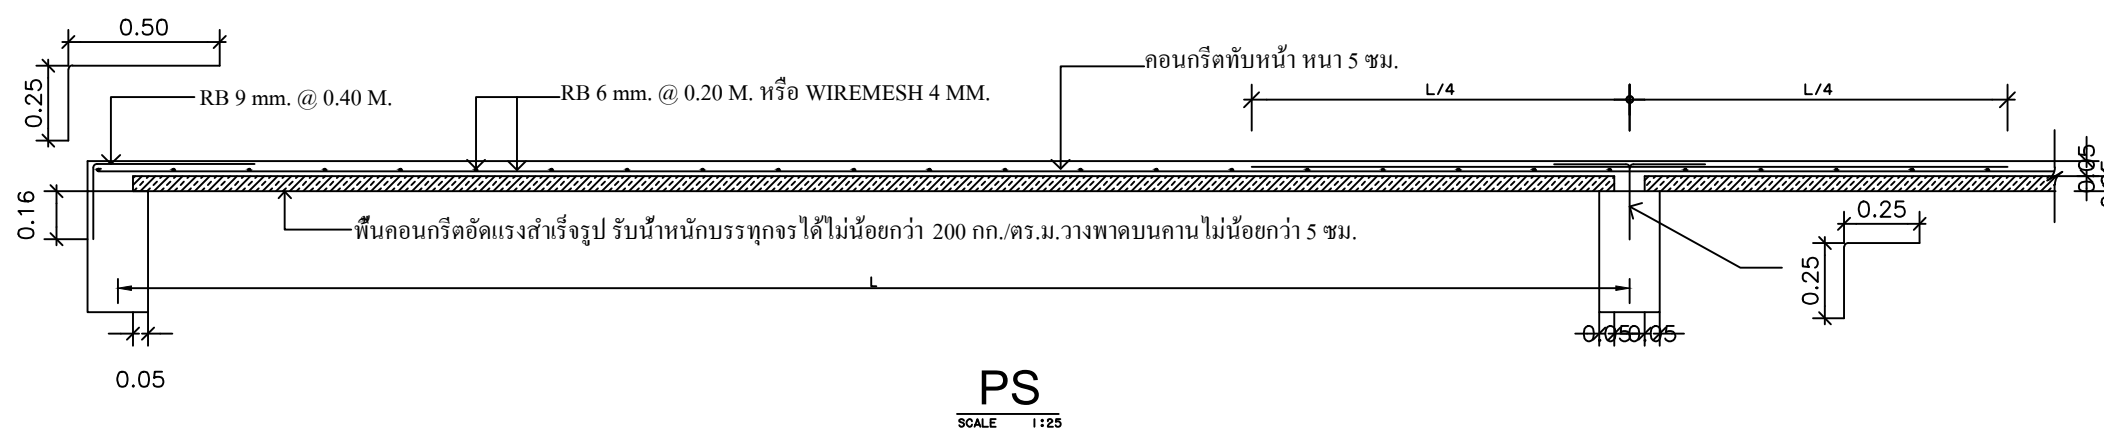 0.50
คอนกรีตทับหน้า หนา 5 ซม.
0.25
RB 9 mm. @ 0.40 M.
RB 6 mm. @ 0.20 M. หรือ WIREMESH 4 MM.
L/4
L/4
0.05
0.16
พื้นคอนกรีตอัดแรงสำเร็จรูป รับน้ำหนักบรรทุกจรได้ไม่น้อยกว่า 200 กก./ตร.ม.วางพาดบนคานไม่น้อยกว่า 5 ซม.
0.25
0.25
L
0.05
0.05
0.05
PS
SCALE 1:25